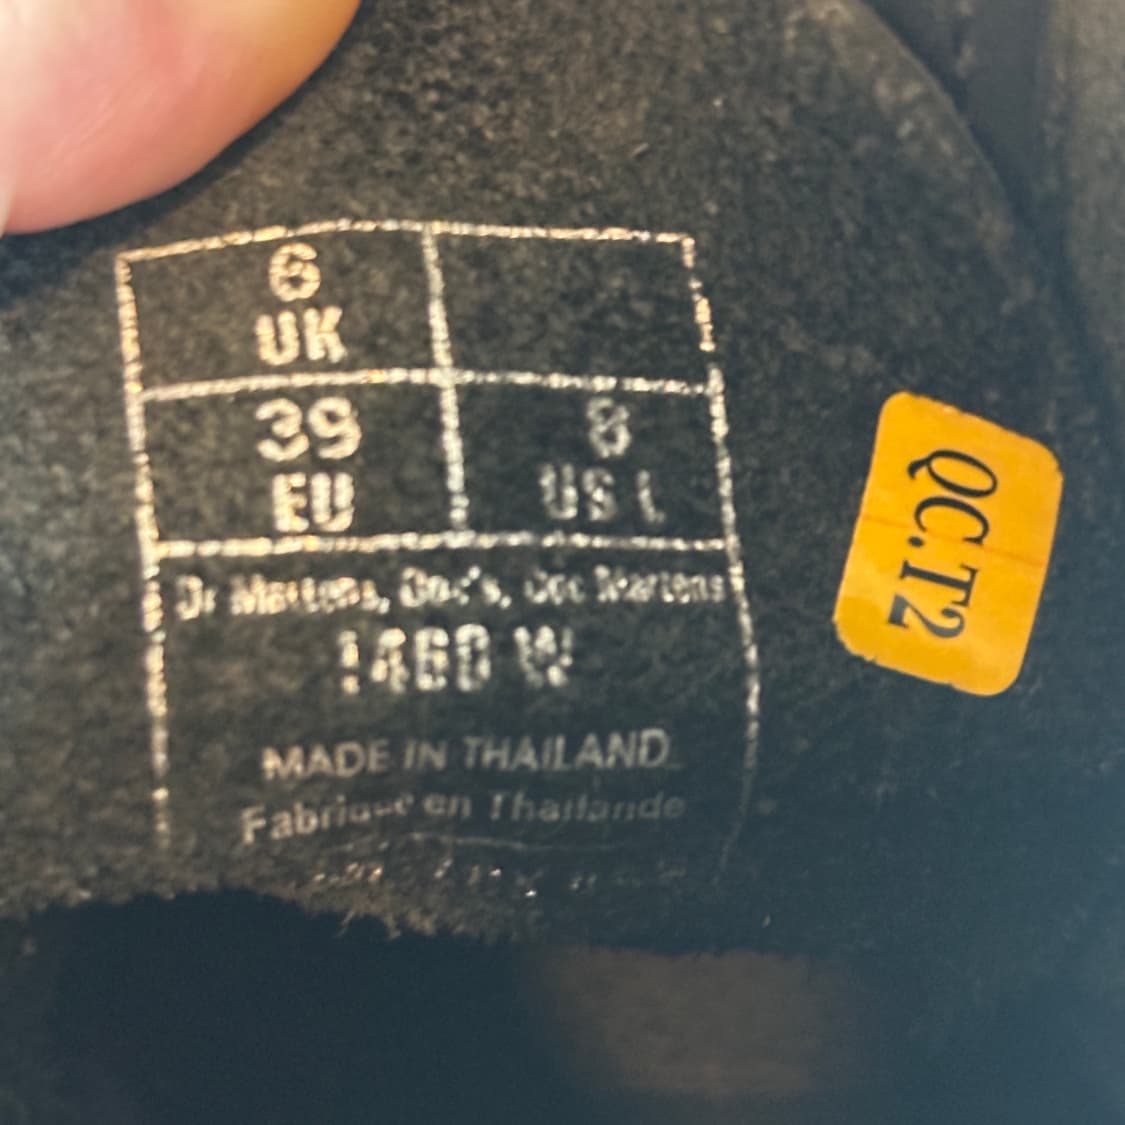 6
UK
39
EU
8
US L
Dr Martens, Doc's, Doc Martens
1460 W
MADE IN THAILAND
Fabriqué en Thaïlande
QC.T2